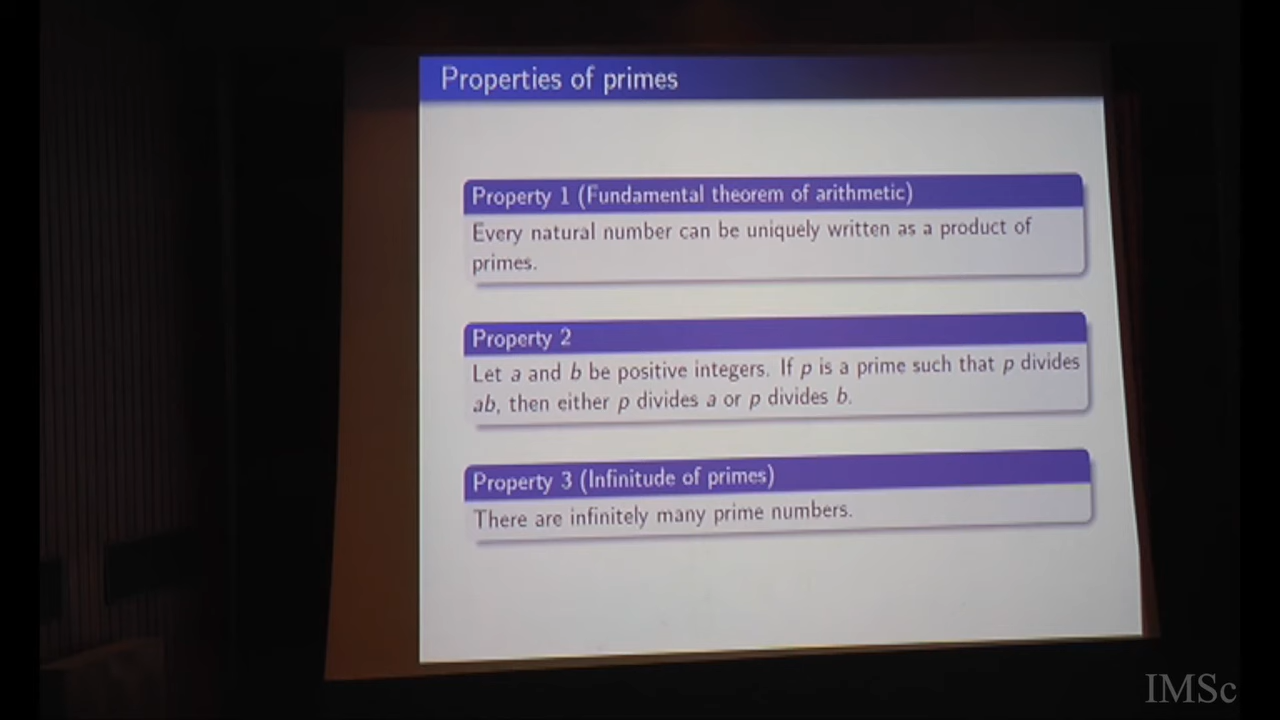 Properties of primes
Property 1 (Fundamental theorem of arithmetic)
Every natural number can be uniquely written as a product of
primes.
Property 2
Let a and b be positive integers. If p is a prime such that p divides
ab, then either p divides a or p divides b.
Property 3 (Infinitude of primes)
There are infinitely many prime numbers.
IMSc